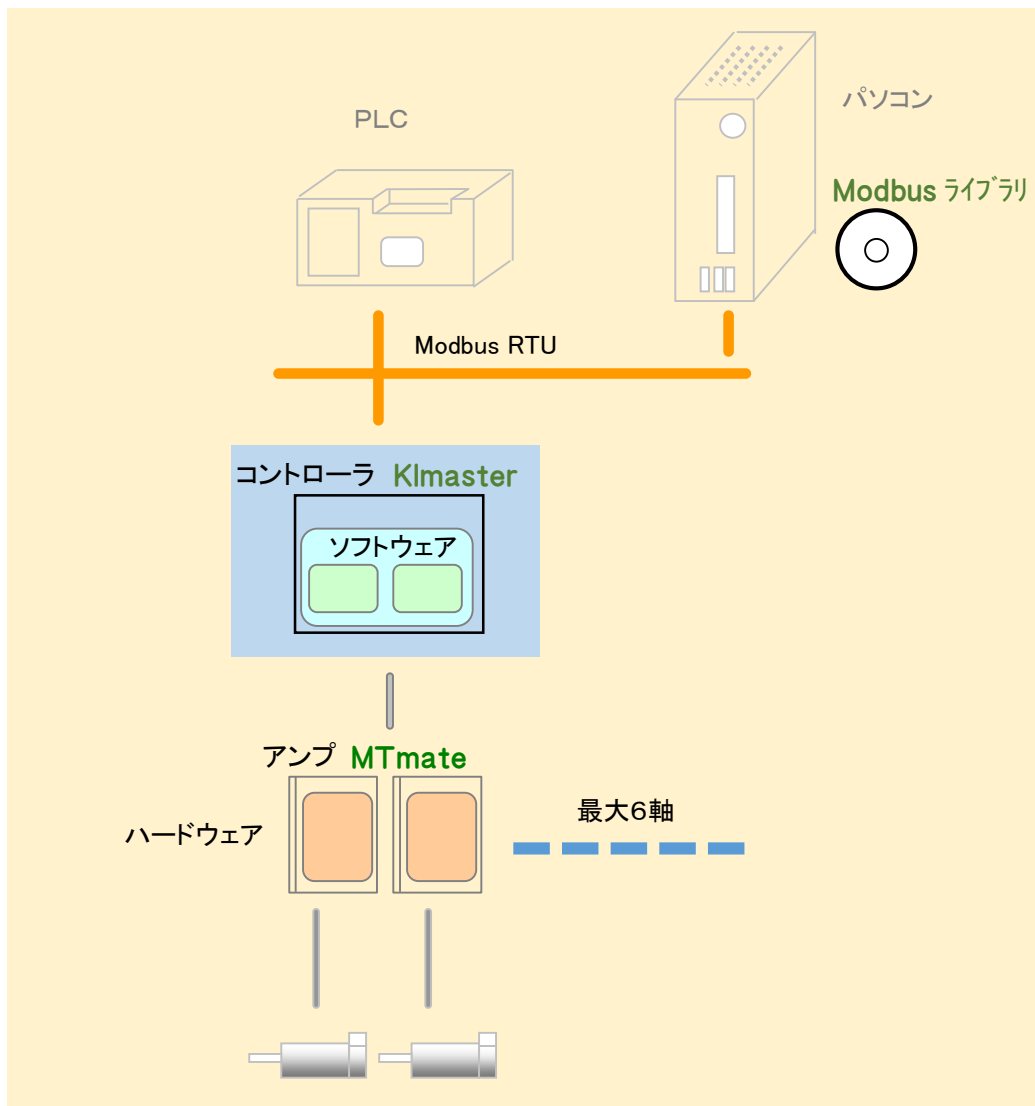 PLC
パソコン
Modbus ライブラリ
Modbus RTU
コントローラ KImaster
ソフトウェア
アンプ MTmate
ハードウェア
最大6軸